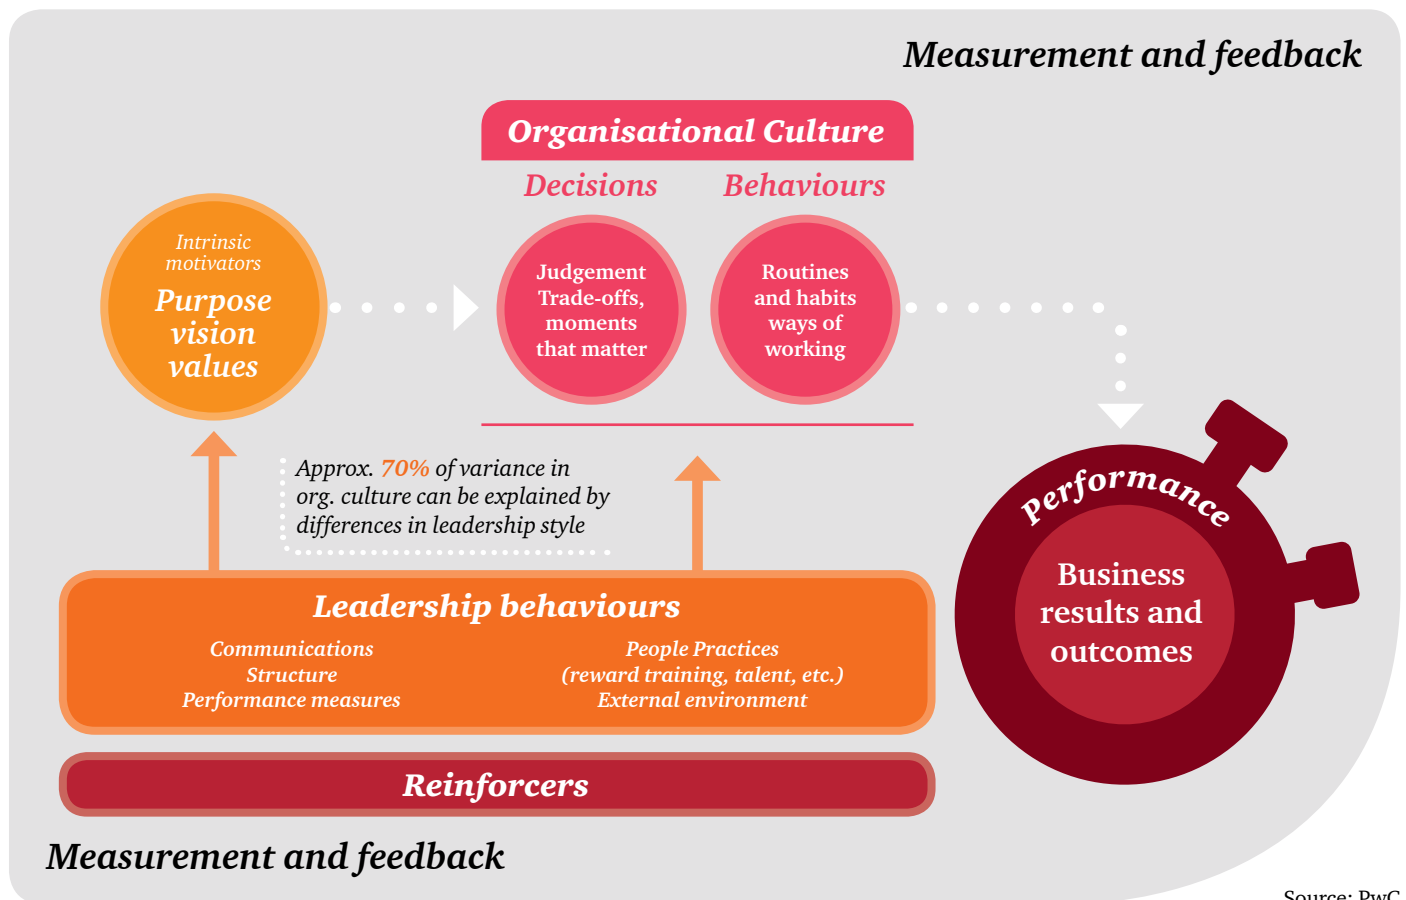 Measurement and feedback
Organisational Culture
Decisions
Behaviours
Intrinsic
motivators
Purpose
vision
values
Judgement
Trade-offs,
moments
that matter
Routines
and habits
ways of
working
Approx. 70% of variance in
org. culture can be explained by
differences in leadership style
Performance
Business
results and
outcomes
Leadership behaviours
Communications
Structure
Performance measures
People Practices
(reward training, talent, etc.)
External environment
Reinforcers
Measurement and feedback
Source: PwC